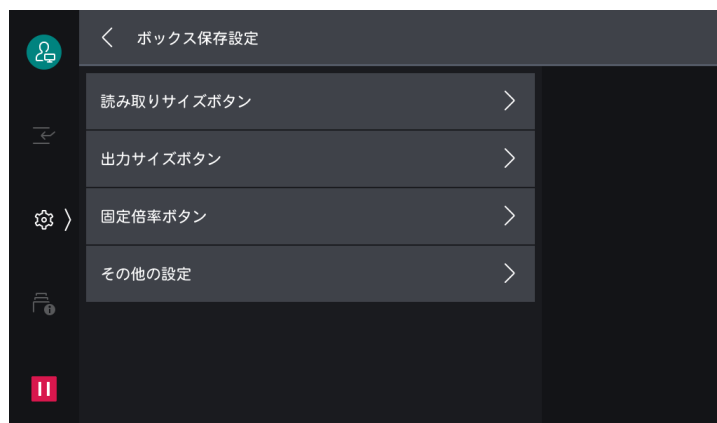 ボックス保存設定
読み取りサイズボタン
出力サイズボタン
固定倍率ボタン
その他の設定